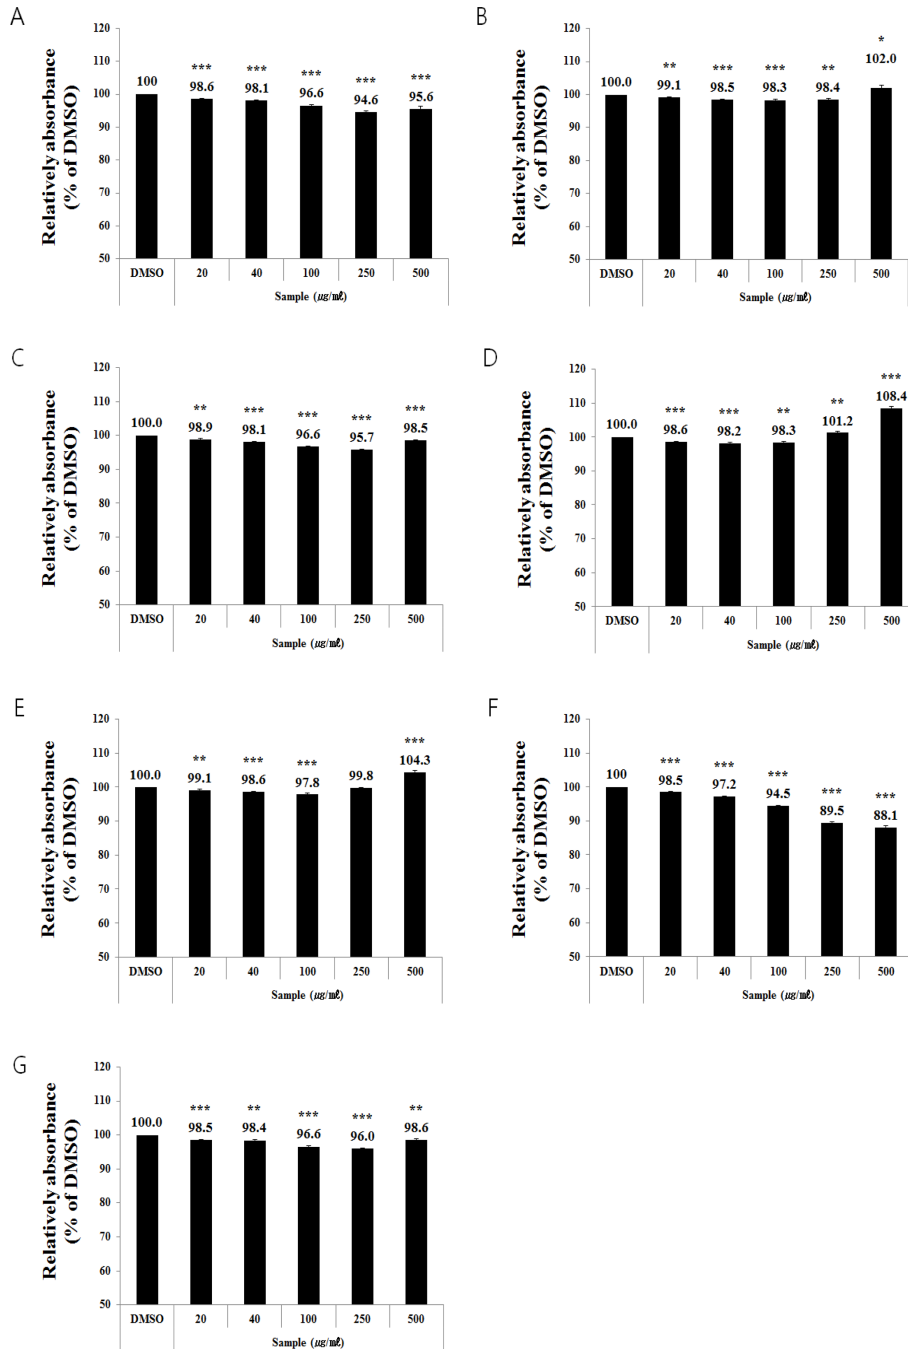 A
Relatively absorbance
(% of DMSO)
120
110
100
90
80
70
60
50
*** *** *** *** ***
100 98.6 98.1 96.6 94.6 95.6
DMSO 20 40 100 250 500
Sample (㎍/㎖)
B
Relatively absorbance
(% of DMSO)
120
110
100
90
80
70
60
50
** *** *** ** *
100.0 99.1 98.5 98.3 98.4 102.0
DMSO 20 40 100 250 500
Sample (㎍/㎖)
C
Relatively absorbance
(% of DMSO)
120
110
100
90
80
70
60
50
** *** *** *** ***
100.0 98.9 98.1 96.6 95.7 98.5
DMSO 20 40 100 250 500
Sample (㎍/㎖)
D
Relatively absorbance
(% of DMSO)
120
110
100
90
80
70
60
50
*** *** ** ** ***
100.0 98.6 98.2 98.3 101.2 108.4
DMSO 20 40 100 250 500
Sample (㎍/㎖)
E
Relatively absorbance
(% of DMSO)
120
110
100
90
80
70
60
50
** *** *** ***
100.0 99.1 98.6 97.8 99.8 104.3
DMSO 20 40 100 250 500
Sample (㎍/㎖)
F
Relatively absorbance
(% of DMSO)
120
110
100
90
80
70
60
50
*** *** *** *** ***
100 98.5 97.2 94.5 89.5 88.1
DMSO 20 40 100 250 500
Sample (㎍/㎖)
G
Relatively absorbance
(% of DMSO)
120
110
100
90
80
70
60
50
*** ** *** *** **
100.0 98.5 98.4 96.6 96.0 98.6
DMSO 20 40 100 250 500
Sample (㎍/㎖)